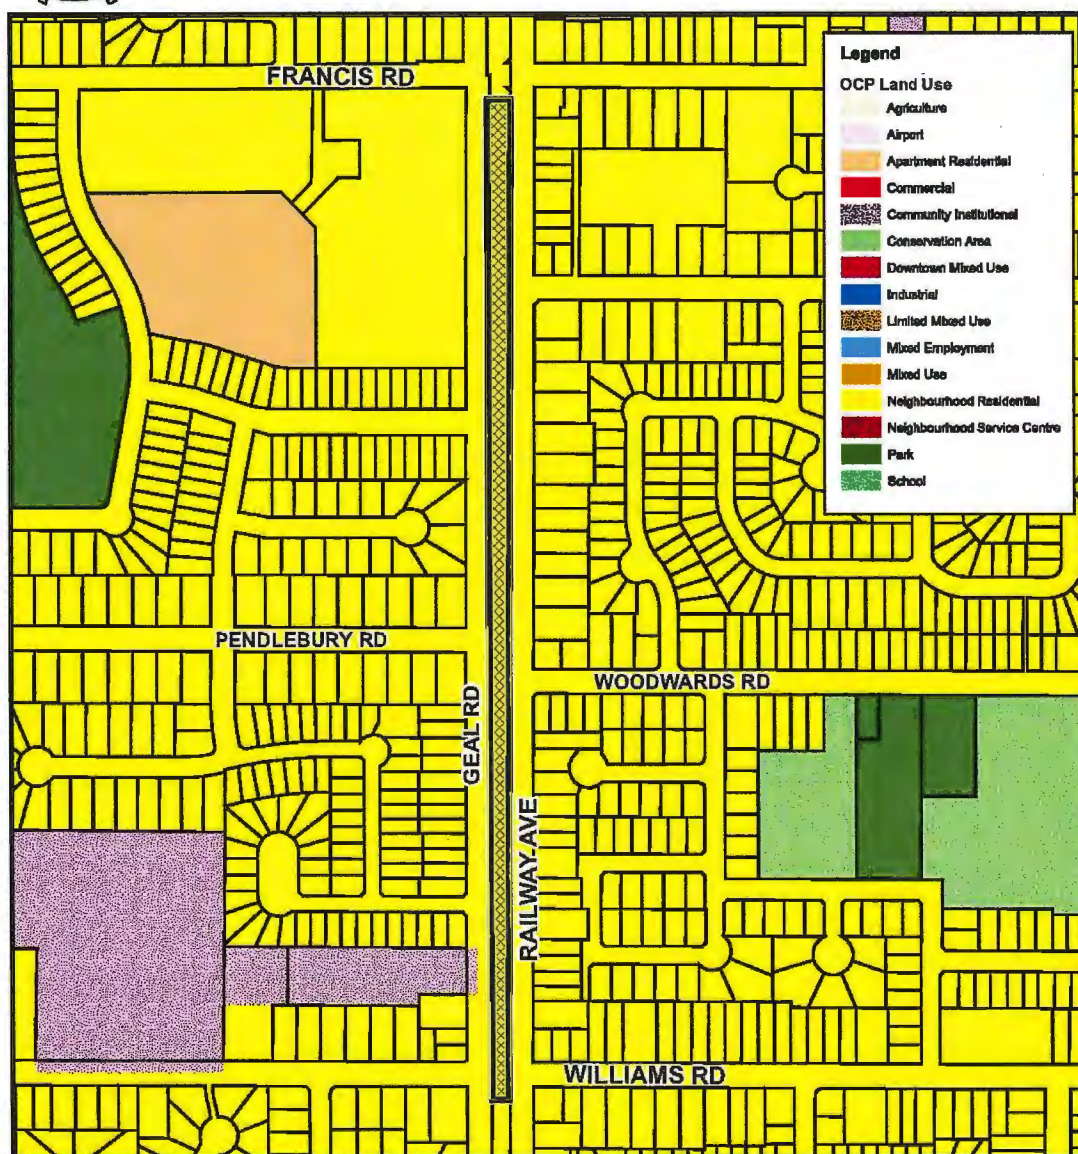 FRANCIS RD
Legend
OCP Land Use
Agriculture
Airport
Apartment Residential
Commercial
Community Institutional
Conservation Area
Downtown Mixed Use
Industrial
Limited Mixed Use
Mixed Employment
Mixed Use
Neighbourhood Residential
Neighbourhood Service Centre
Park
School
PENDLEBURY RD
WOODWARDS RD
GEAL RD
RAILWAY AVE
WILLIAMS RD